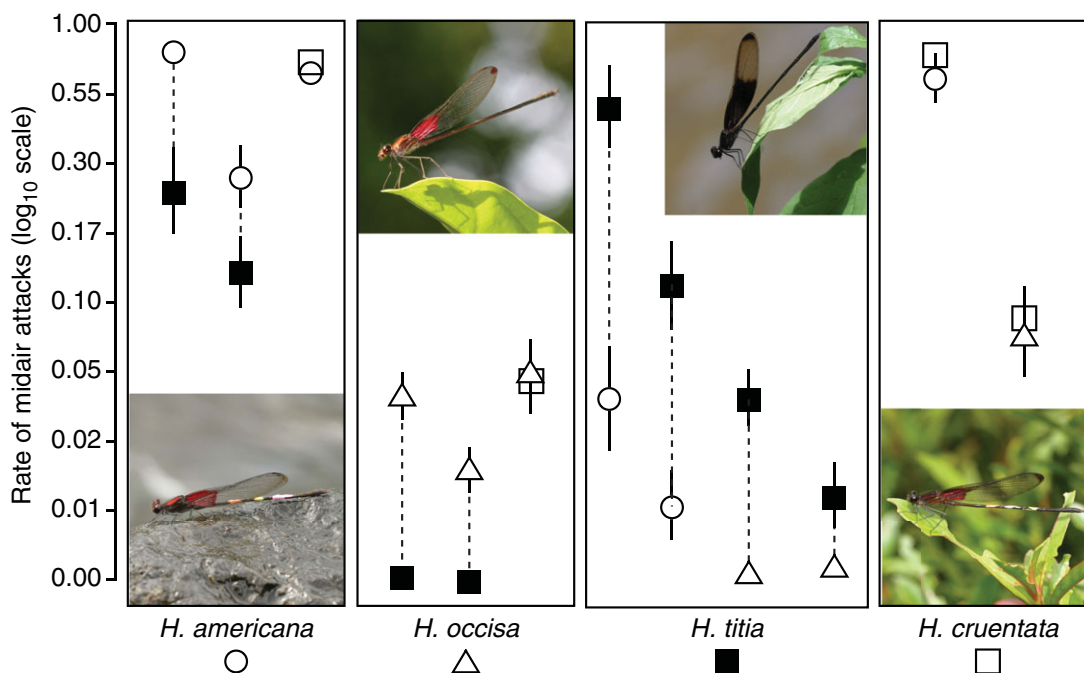 Rate of midair attacks (log10 scale)
1.00
0.55
0.30
0.17
0.10
0.05
0.02
0.01
0.00
H. americana
H. occisa
H. titia
H. cruentata